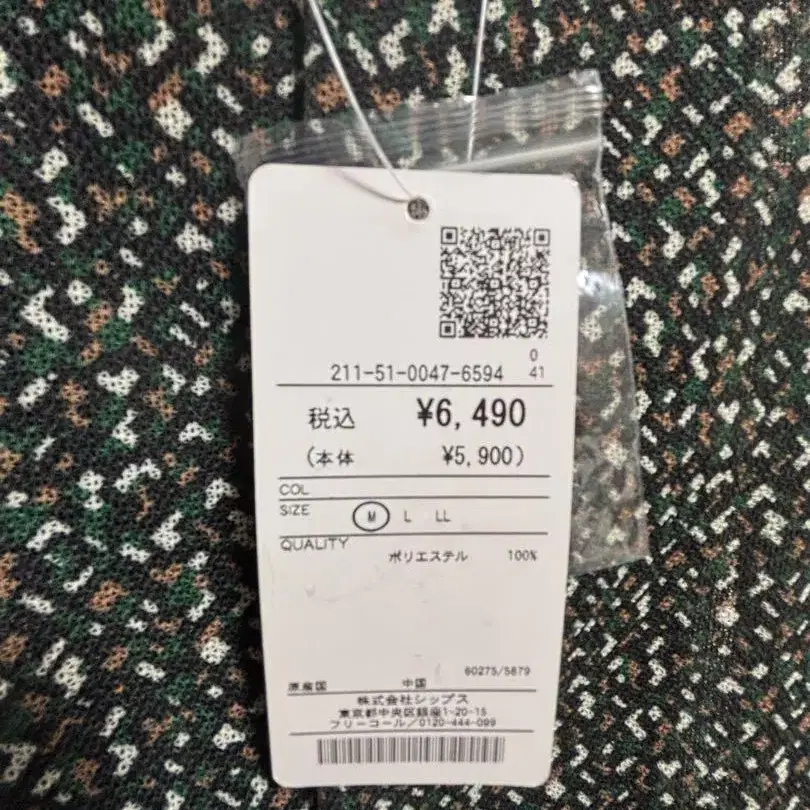 0
211-51-0047-6594 41
税込 ¥6,490
(本体 ¥5,900)
COL
SIZE M L LL
QUALITY
ポリエステル 100%
60275/5879
原産国 中国
株式会社シップス
東京都中央区銀座1-20-15
フリーコール/0120-444-099